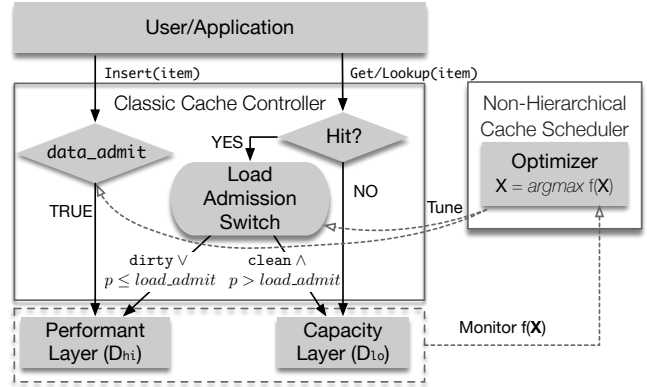 User/Application
Insert(item)
Get/Lookup(item)
Classic Cache Controller
Non-Hierarchical
Cache Scheduler
data_admit
YES
Hit?
Optimizer
X = argmax f(X)
Load
Admission
Switch
TRUE
NO
Tune
dirty ∨
p ≤ load_admit
clean ∧
p > load_admit
Performant
Layer (Dhi)
Capacity
Layer (Dlo)
Monitor f(X)